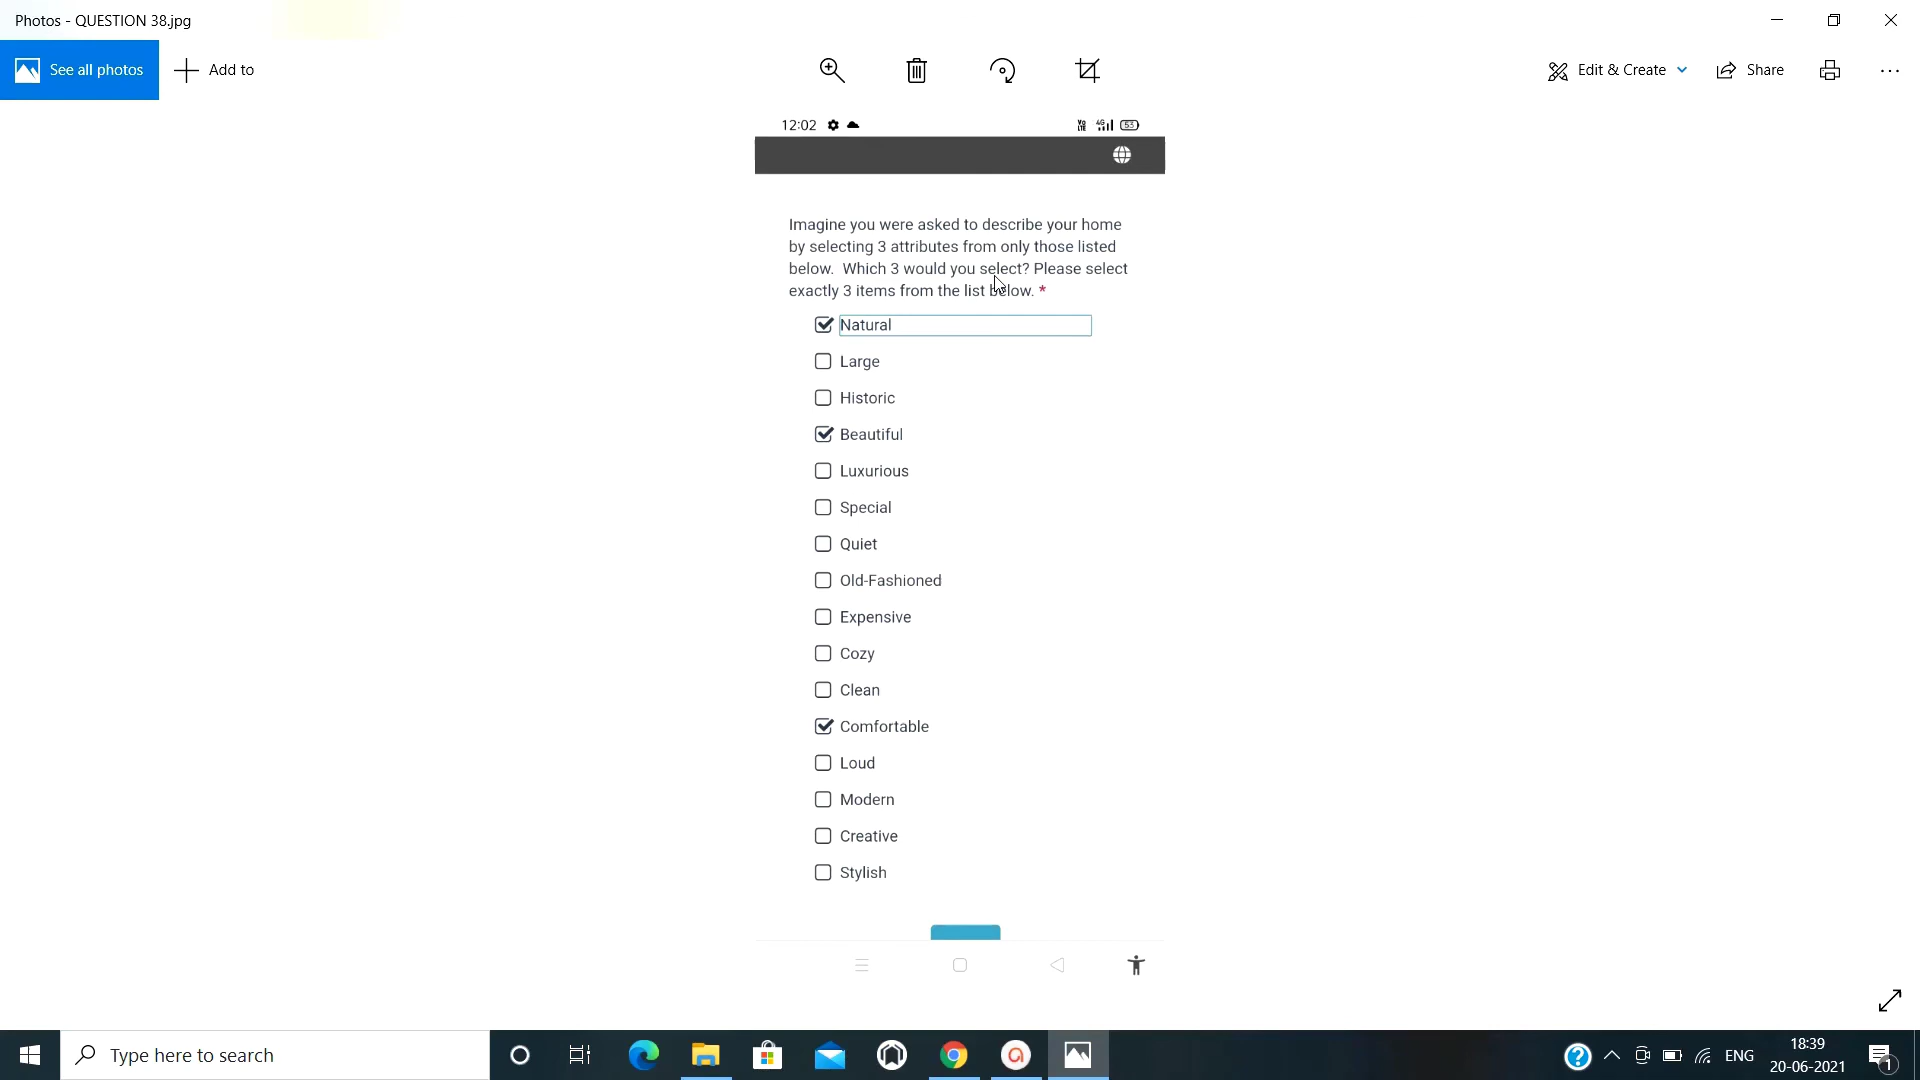 Photos - QUESTION 38.jpg
See all photos
Add to
Edit & Create
Share
12:02
4G
53
Imagine you were asked to describe your home
by selecting 3 attributes from only those listed
below. Which 3 would you select? Please select
exactly 3 items from the list below. *
Natural
Large
Historic
Beautiful
Luxurious
Special
Quiet
Old-Fashioned
Expensive
Cozy
Clean
Comfortable
Loud
Modern
Creative
Stylish
Type here to search
ENG
18:39
20-06-2021
1